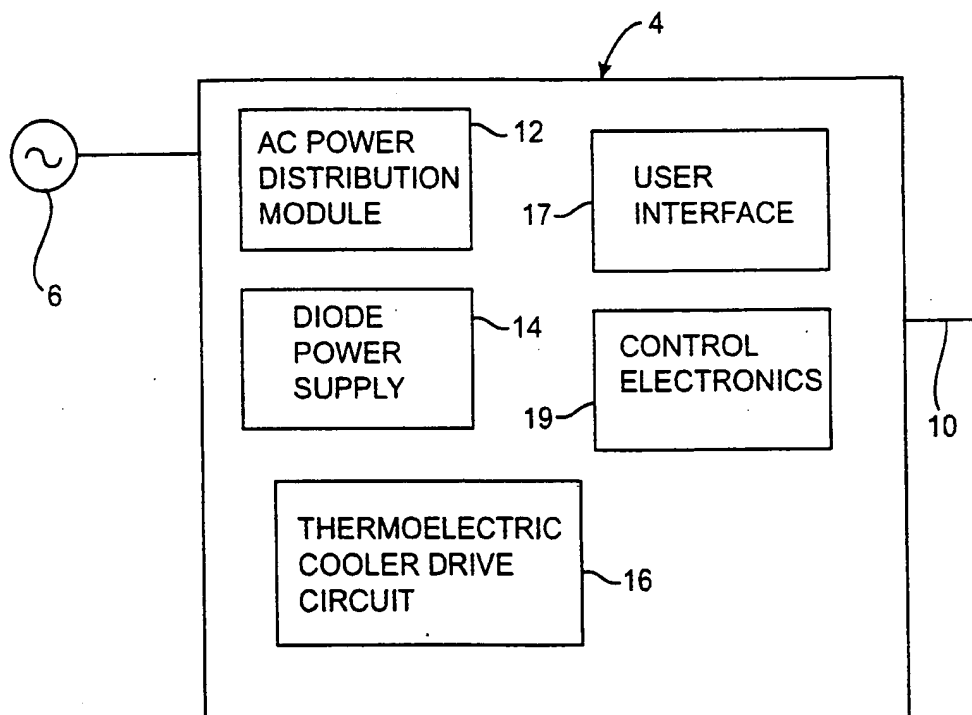 4
AC POWER
DISTRIBUTION
MODULE
12
USER
INTERFACE
17
6
DIODE
POWER
SUPPLY
14
CONTROL
ELECTRONICS
19
10
THERMOELECTRIC
COOLER DRIVE
CIRCUIT
16